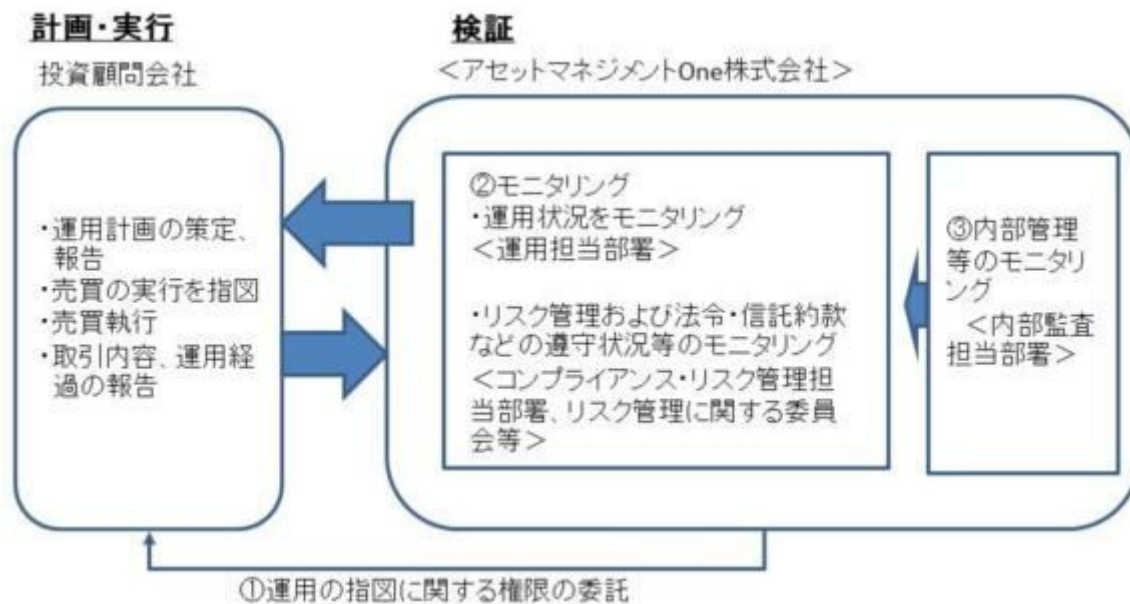 計画・実行
投資顧問会社
・運用計画の策定、
報告
・売買の実行を指図
・売買執行
・取引内容、運用経
過の報告
検証
＜アセットマネジメントOne株式会社＞
②モニタリング
・運用状況をモニタリング
＜運用担当部署＞
・リスク管理および法令・信託約款
などの遵守状況等のモニタリング
＜コンプライアンス・リスク管理担
当部署、リスク管理に関する委員
会等＞
③内部管理
等のモニタリ
ング
＜内部監査
担当部署＞
①運用の指図に関する権限の委託